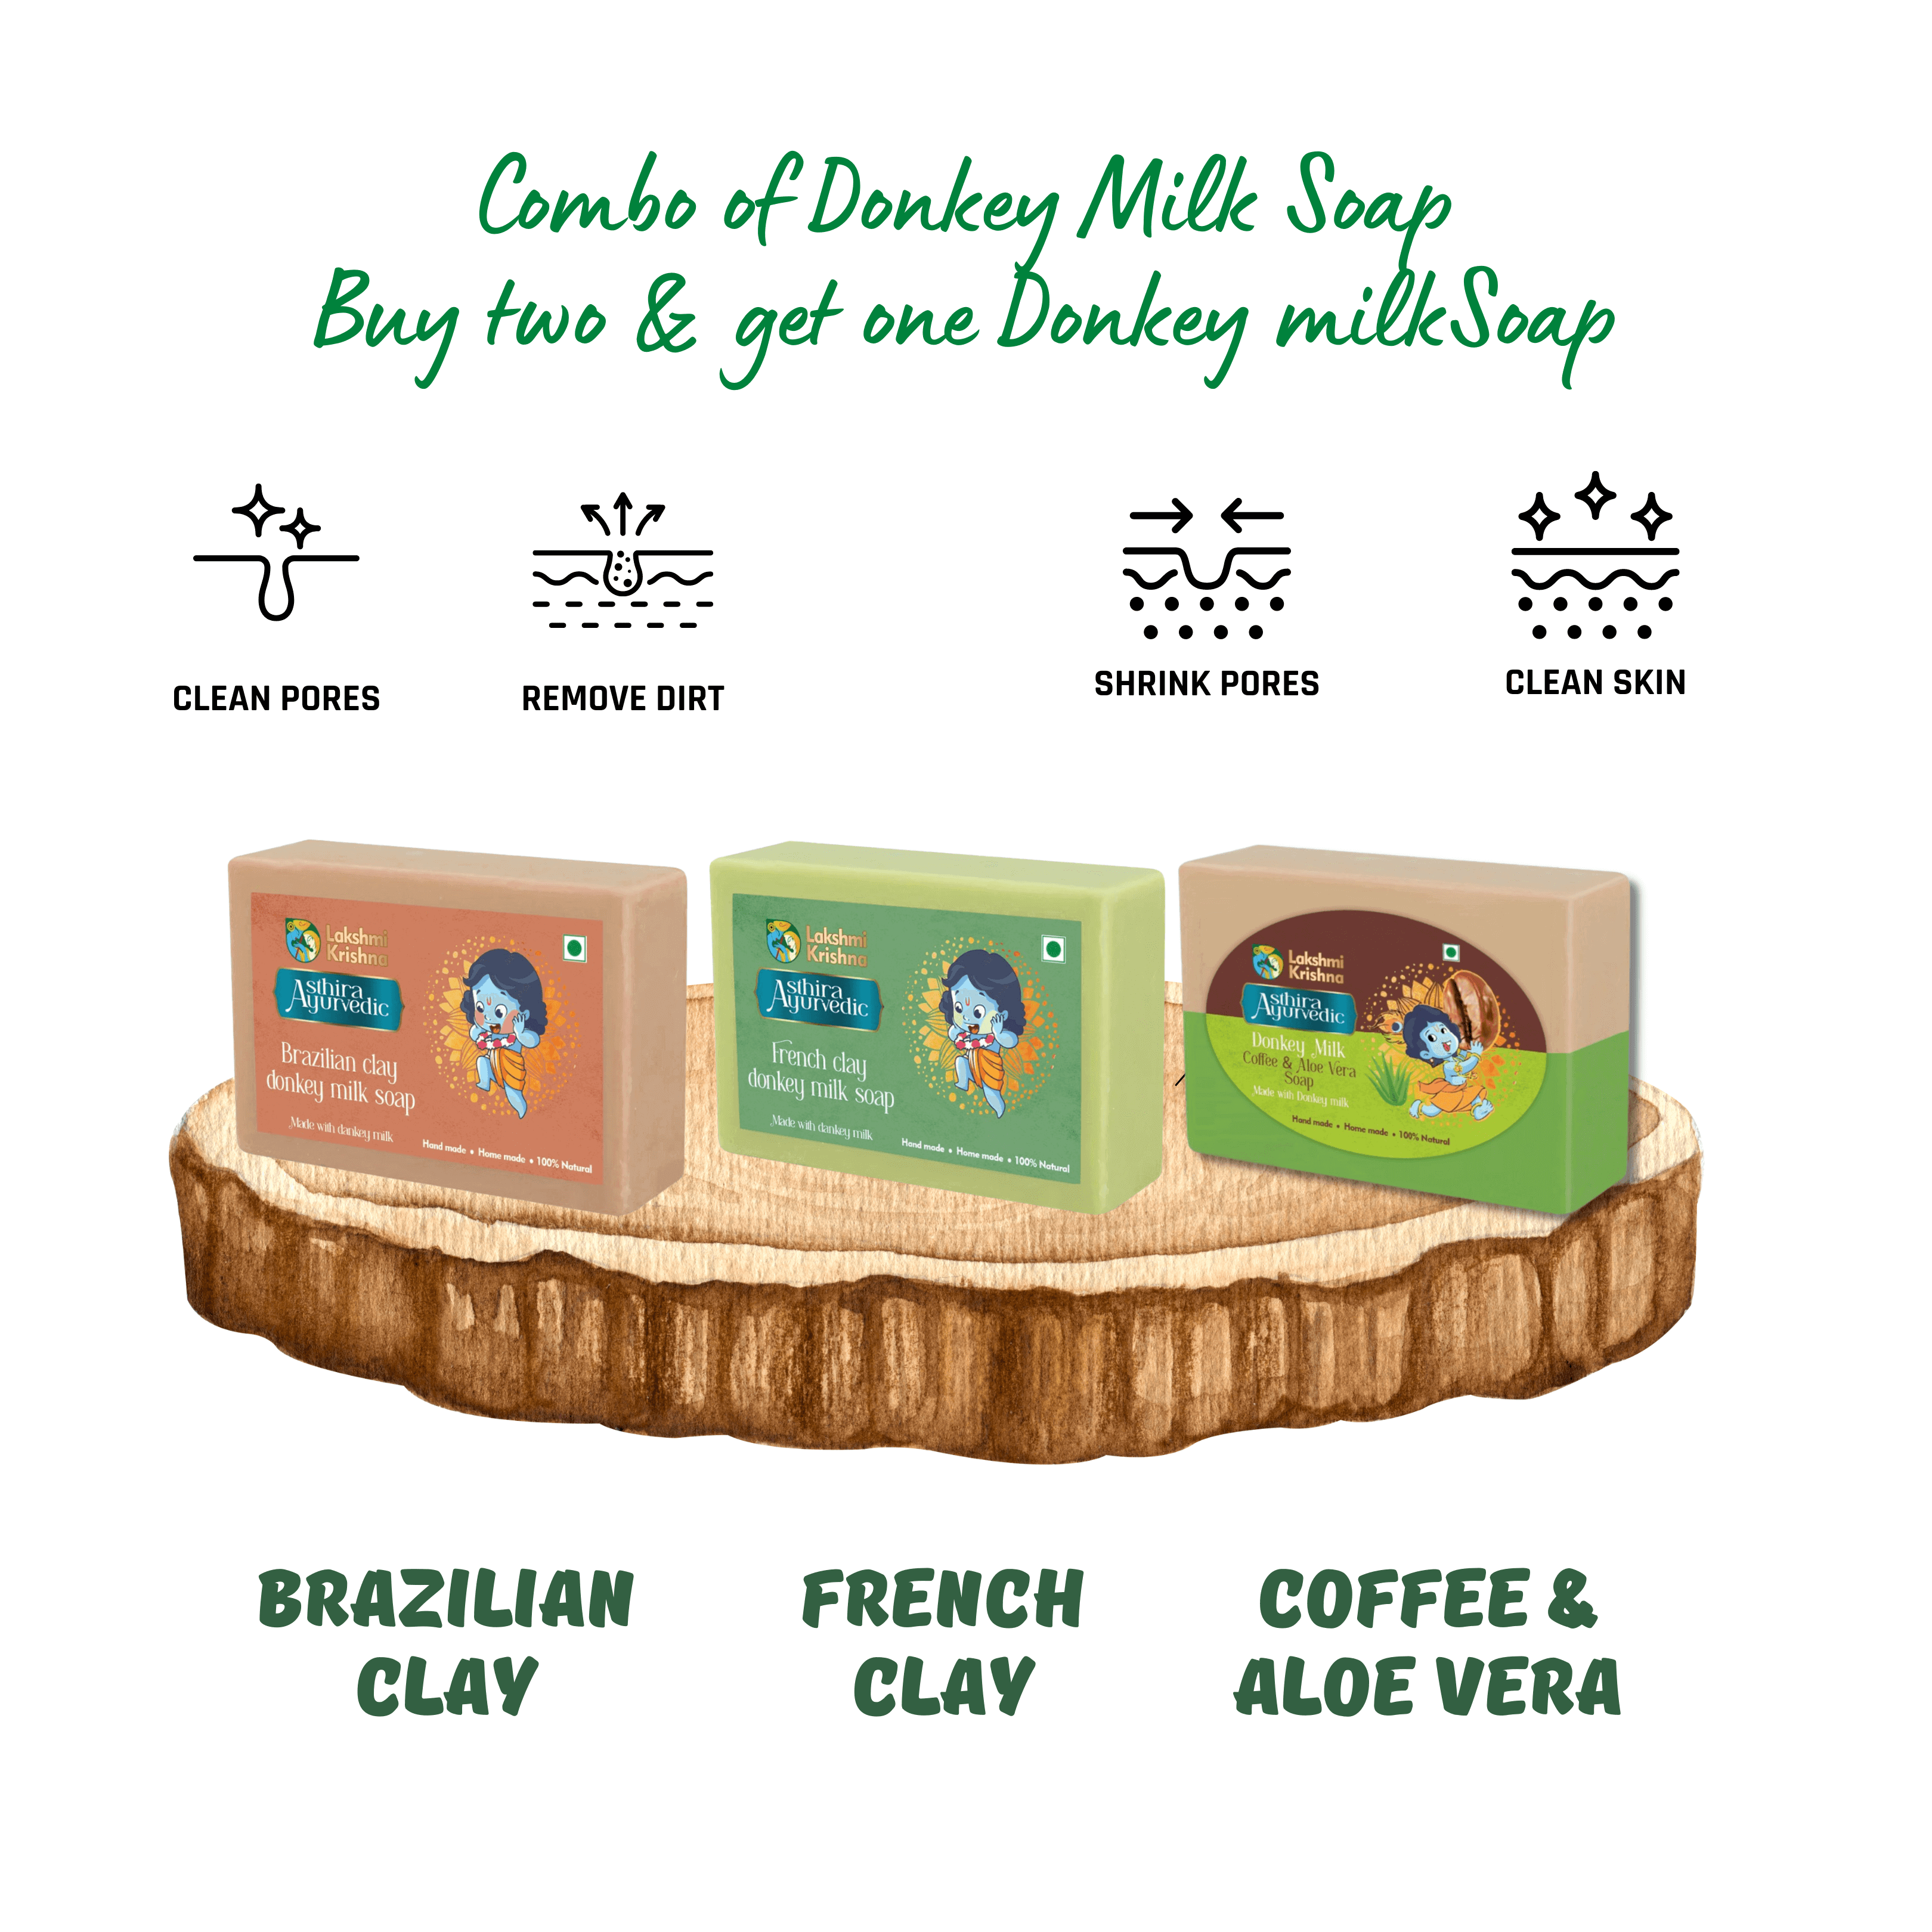 Combo of Donkey Milk Soap
Buy two & get one Donkey milkSoap
CLEAN PORES
REMOVE DIRT
SHRINK PORES
CLEAN SKIN
Lakshmi
Krishna
Asthira
Ayurvedic
Brazilian clay
donkey milk soap
Made with dankey milk
Hand made • Home made • 100% Natural
Lakshmi
Krishna
Asthira
Ayurvedic
French clay
donkey milk soap
Made with dankey milk
Hand made • Home made • 100% Natural
Lakshmi
Krishna
Asthira
Ayurvedic
Donkey Milk
Coffee & Aloe Vera
Soap
Made with Donkey milk
Hand made • Home made • 100% Natural
BRAZILIAN
CLAY
FRENCH
CLAY
COFFEE &
ALOE VERA